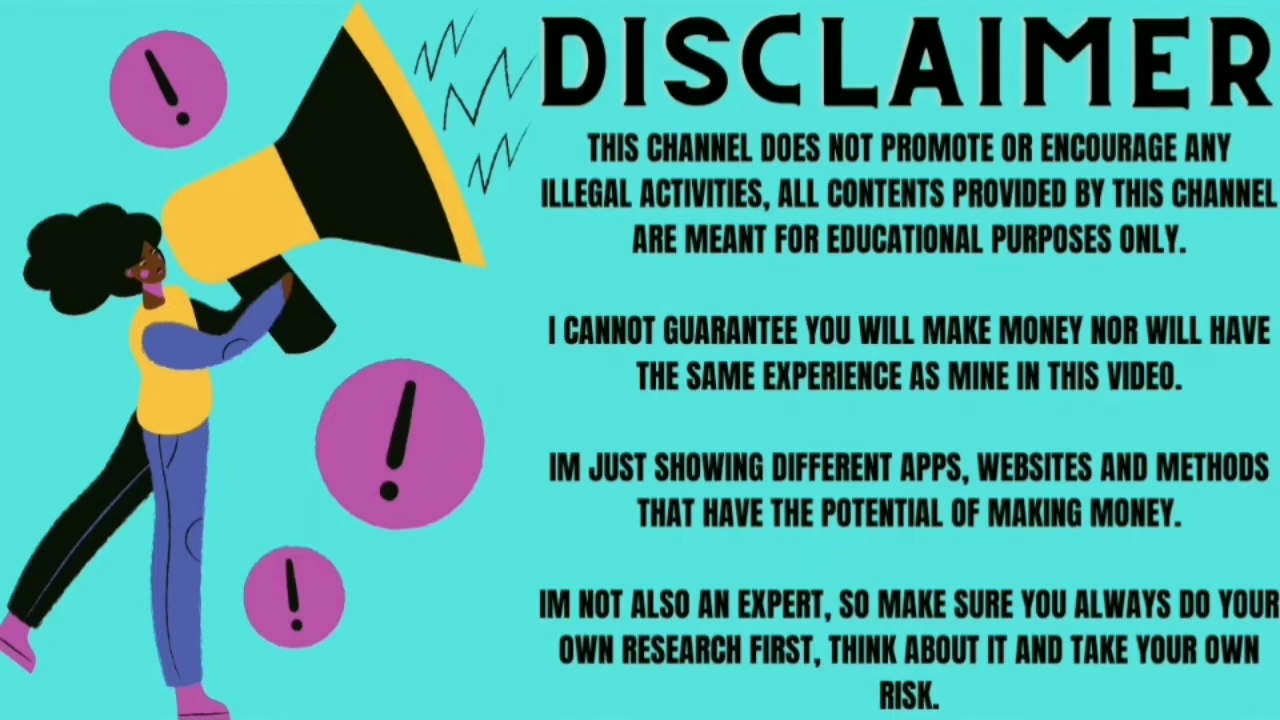 DISCLAIMER
THIS CHANNEL DOES NOT PROMOTE OR ENCOURAGE ANY
ILLEGAL ACTIVITIES, ALL CONTENTS PROVIDED BY THIS CHANNEL
ARE MEANT FOR EDUCATIONAL PURPOSES ONLY.
I CANNOT GUARANTEE YOU WILL MAKE MONEY NOR WILL HAVE
THE SAME EXPERIENCE AS MINE IN THIS VIDEO.
IM JUST SHOWING DIFFERENT APPS, WEBSITES AND METHODS
THAT HAVE THE POTENTIAL OF MAKING MONEY.
IM NOT ALSO AN EXPERT, SO MAKE SURE YOU ALWAYS DO YOUR
OWN RESEARCH FIRST, THINK ABOUT IT AND TAKE YOUR OWN
RISK.